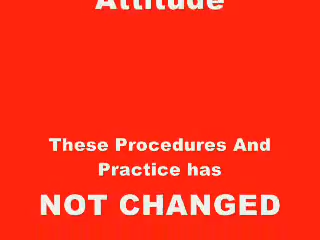 Attitude
These Procedures And
Practice has
NOT CHANGED